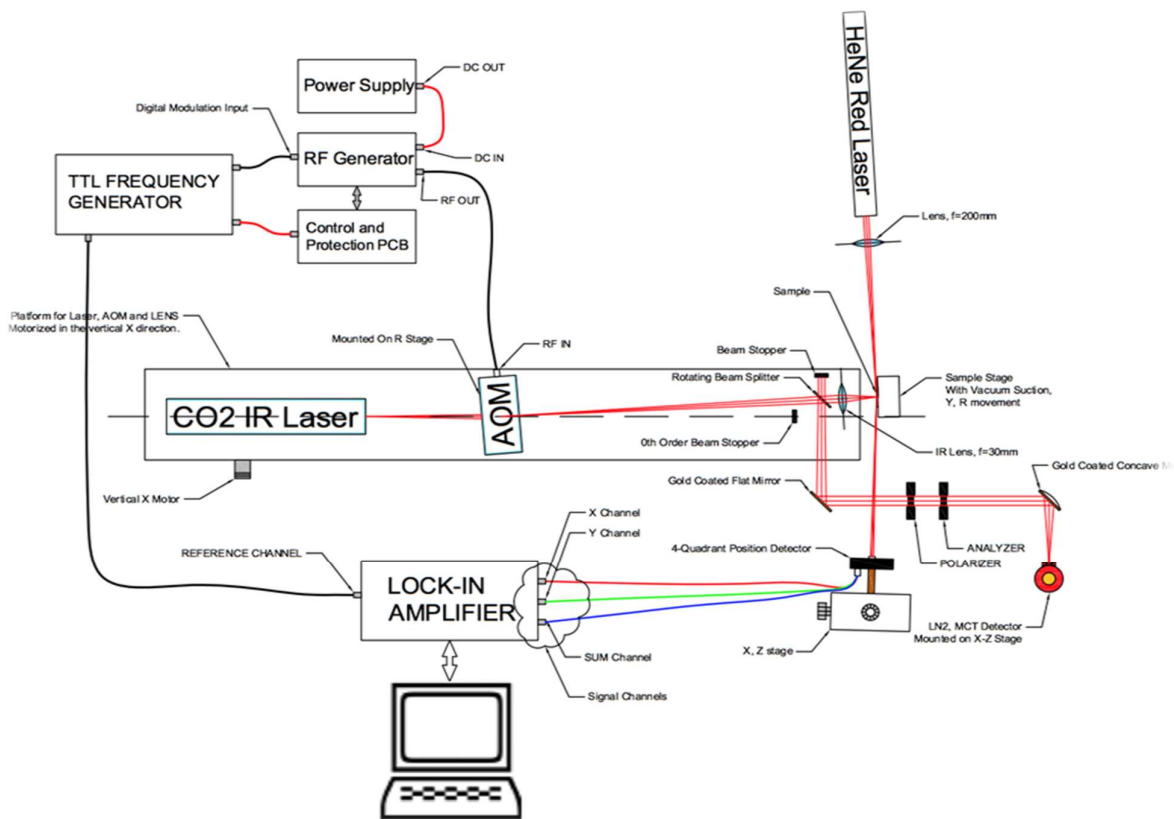 HeNe Red Laser
DC OUT
Power Supply
Digital Modulation Input
RF Generator
DC IN
TTL FREQUENCY
GENERATOR
RF OUT
Control and
Protection PCB
Lens, f=200mm
Sample
Platform for Laser, AOM and LENS
Motorized in the vertical X direction.
Mounted On R Stage
RF IN
Beam Stopper
Rotating Beam Splitter
Sample Stage
With Vacuum Suction,
Y, R movement
CO2 IR Laser
AOM
0th Order Beam Stopper
IR Lens, f=30mm
Gold Coated Concave M
Vertical X Motor
Gold Coated Flat Mirror
X Channel
Y Channel
REFERENCE CHANNEL
4-Quadrant Position Detector
ANALYZER
POLARIZER
LOCK-IN
AMPLIFIER
LN2, MCT Detector
Mounted on X-Z Stage
SUM Channel
X, Z stage
Signal Channels